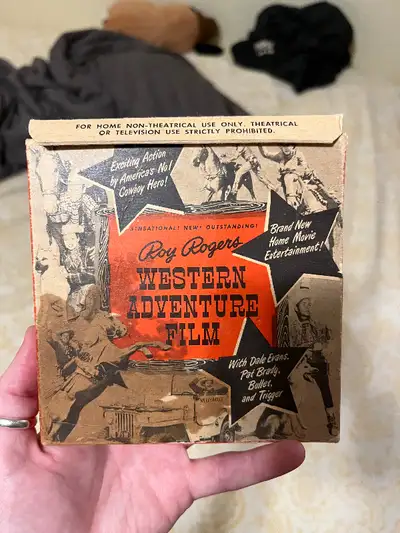 FOR HOME NON-THEATRICAL USE ONLY. THEATRICAL
OR TELEVISION USE STRICTLY PROHIBITED.
Exciting Action
by America's No.1
Cowboy Hero!
SENSATIONAL! NEW! OUTSTANDING!
Roy Rogers
WESTERN
ADVENTURE
FILM
Brand New
Home Movie
Entertainment!
With Dale Evans,
Pat Brady,
Bullet,
and Trigger